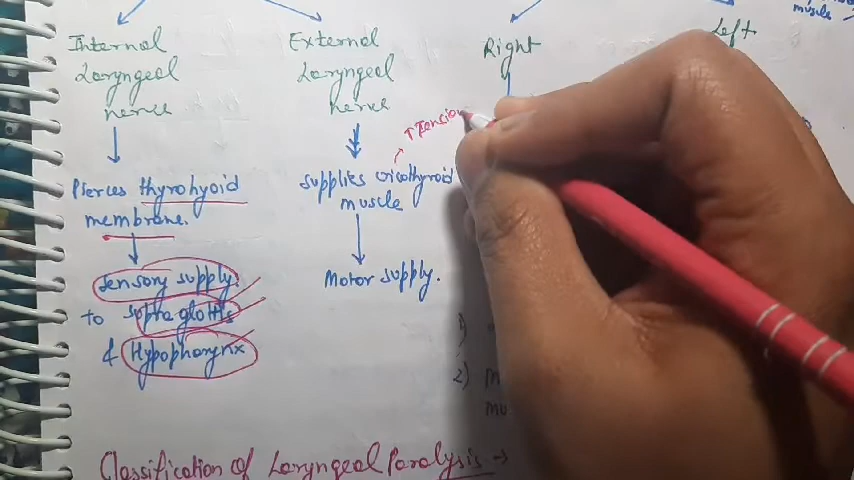 Internal
Laryngeal
nerve
Pierces thyrohyoid
membrane.
Sensory supply.
to supraglottis
& Hypopharynx
External
Laryngeal
nerve
↑ Tension
supplies cricothyroid
muscle
Motor supply.
Right
Left
muscle
1)
2) M
mu
Classification of Laryngeal Paralysis →